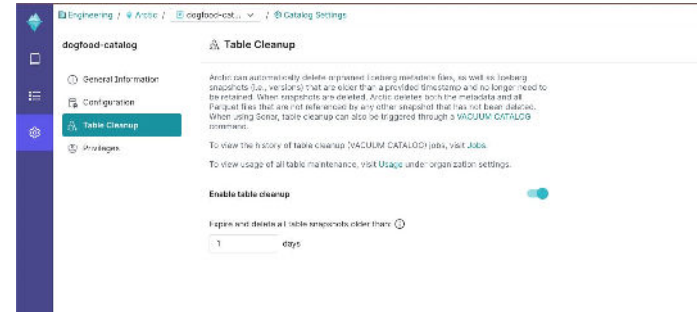 Engineering / Arctic / dogfood-cat... / Catalog Settings
dogfood-catalog
Table Cleanup
General Information
Configuration
Table Cleanup
Privileges
Arctic can automatically delete orphaned Iceberg metadata files, as well as Iceberg
snapshots (i.e., versions) that are older than a provided timestamp and no longer need to
be retained. When snapshots are deleted, Arctic deletes both the metadata and all
Parquet files that are not referenced by any other snapshot that has not been deleted.
When using Sonar, table cleanup can also be triggered through a VACUUM CATALOG
command.
To view the history of table cleanup (VACUUM CATALOG) jobs, visit Jobs.
To view usage of all table maintenance, visit Usage under organization settings.
Enable table cleanup
Expire and delete all table snapshots older than:
1 days